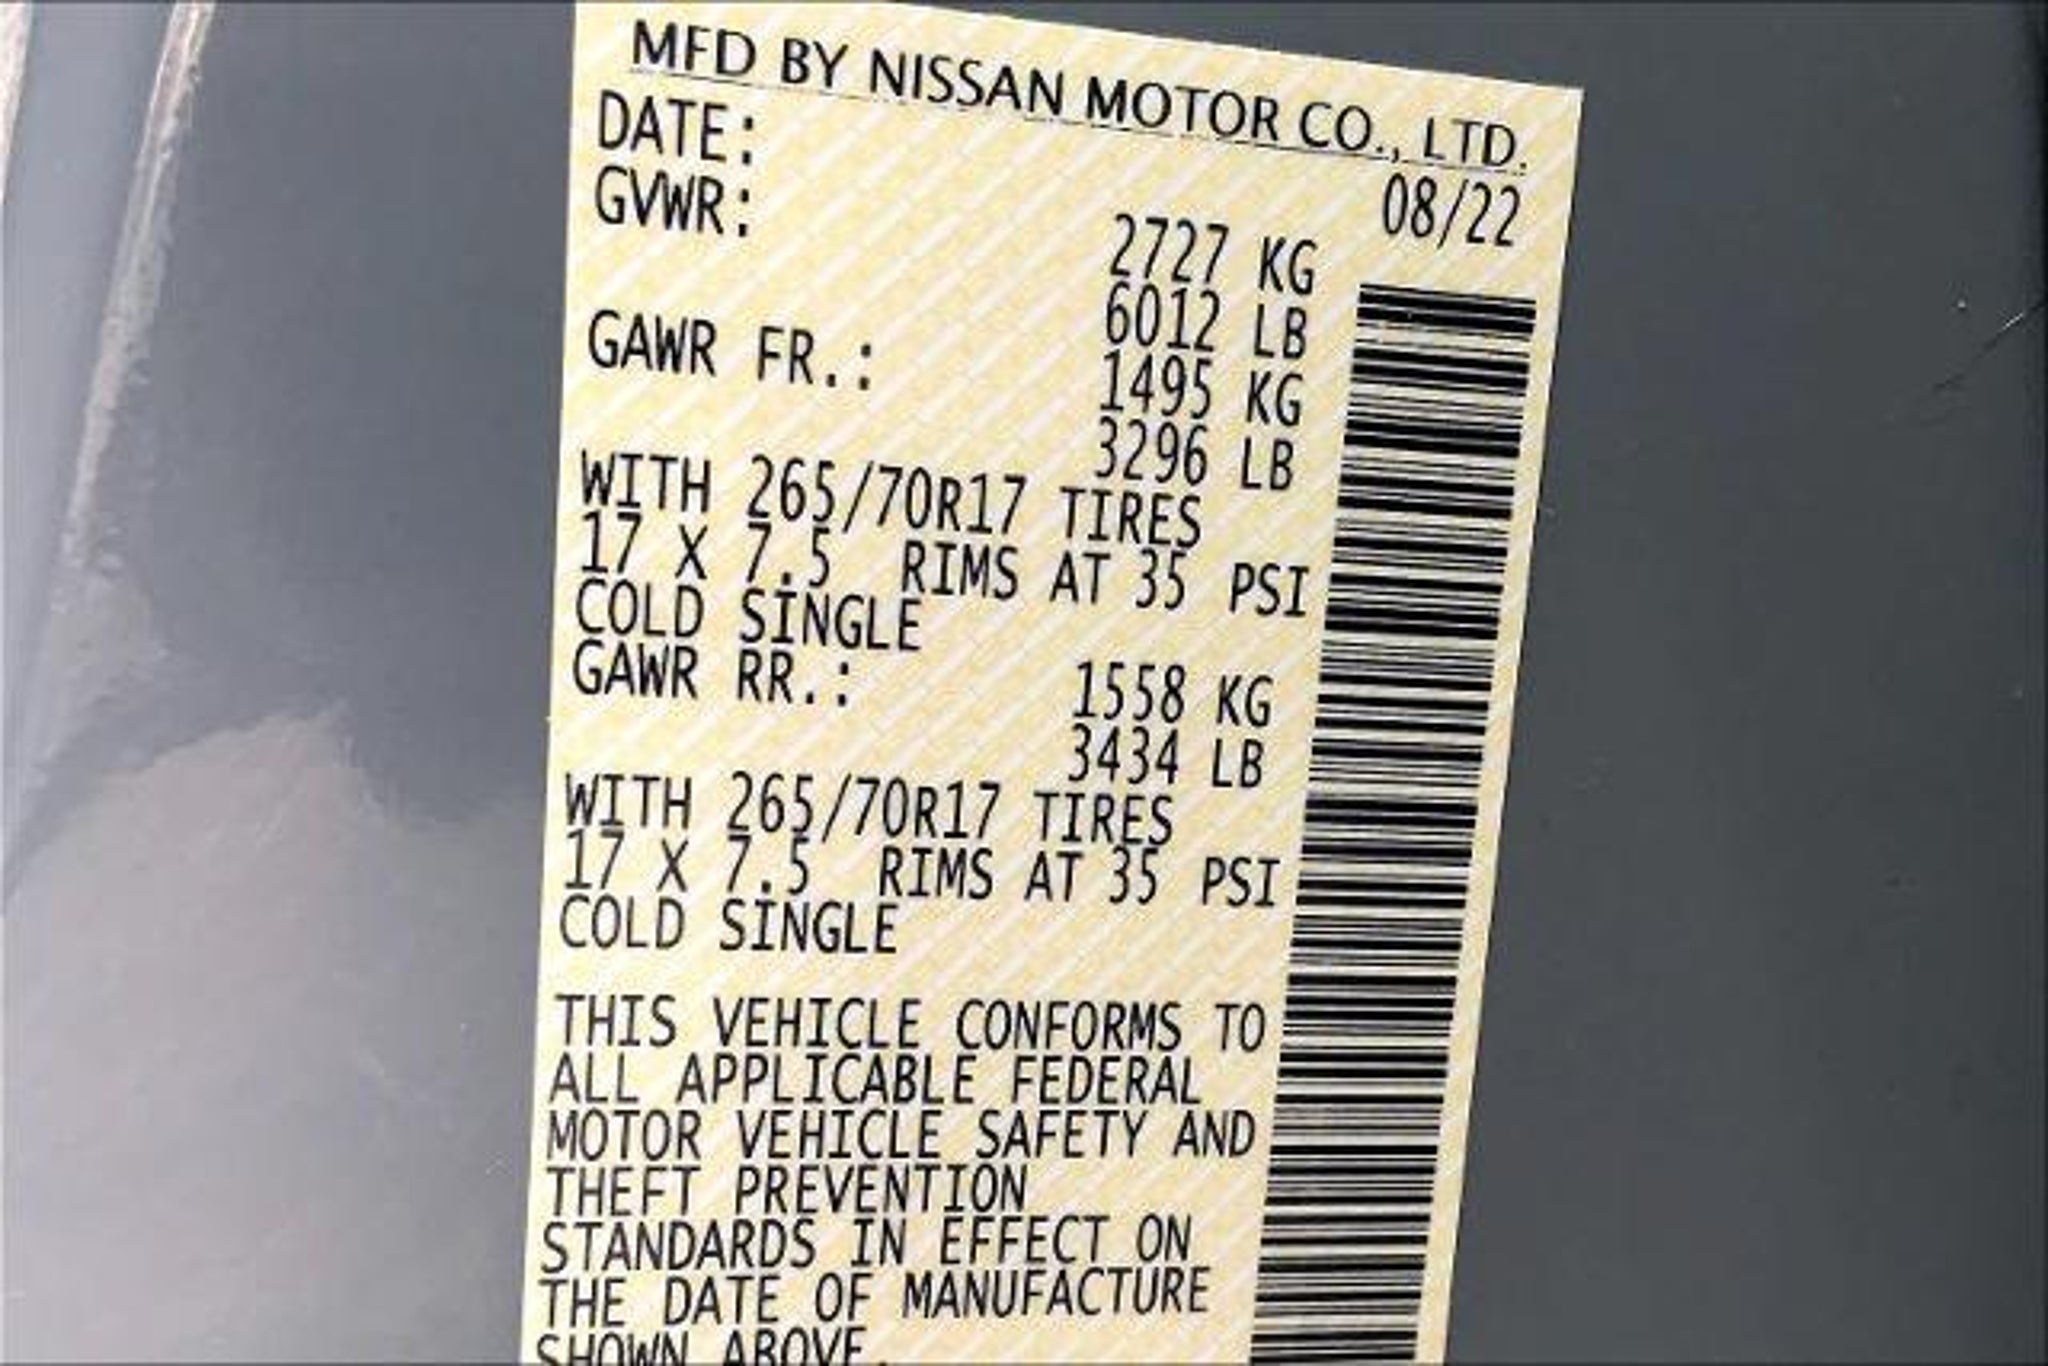 MFD BY NISSAN MOTOR CO., LTD.
DATE: 08/22
GVWR: 2727 KG
6012 LB
GAWR FR.: 1495 KG
3296 LB
WITH 265/70R17 TIRES
17 X 7.5 RIMS AT 35 PSI
COLD SINGLE
GAWR RR.: 1558 KG
3434 LB
WITH 265/70R17 TIRES
17 X 7.5 RIMS AT 35 PSI
COLD SINGLE
THIS VEHICLE CONFORMS TO
ALL APPLICABLE FEDERAL
MOTOR VEHICLE SAFETY AND
THEFT PREVENTION
STANDARDS IN EFFECT ON
THE DATE OF MANUFACTURE
SHOWN ABOVE.